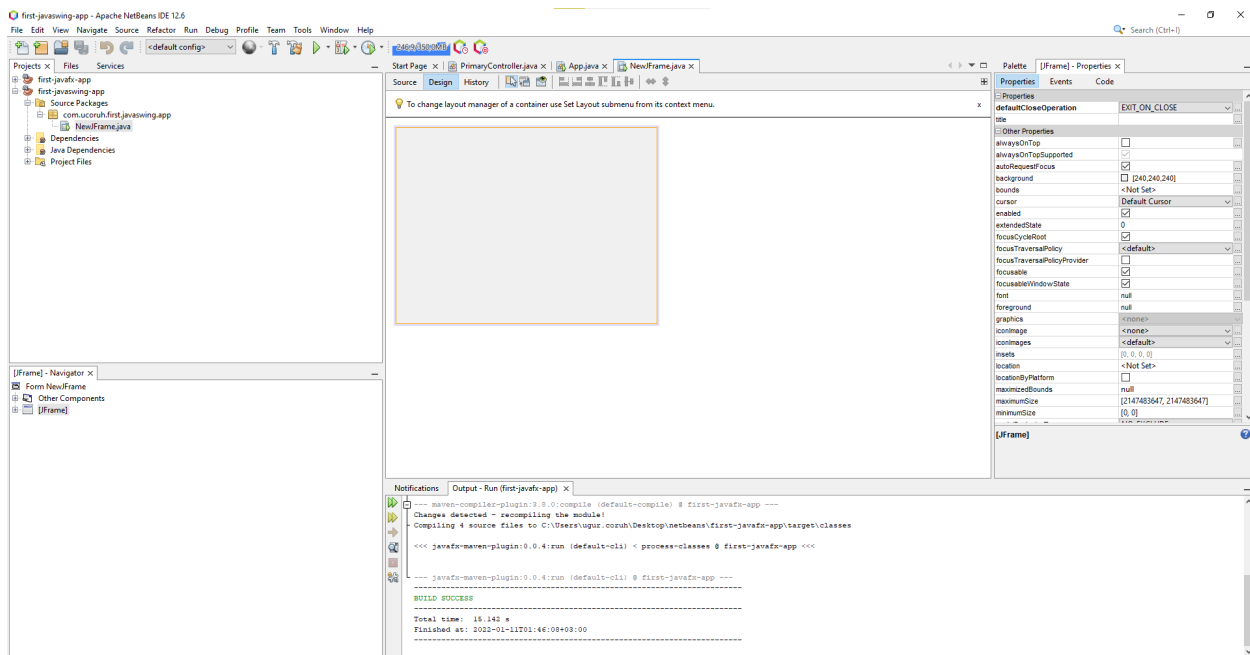 first-javaswing-app - Apache NetBeans IDE 12.6
File Edit View Navigate Source Refactor Run Debug Profile Team Tools Window Help
Search (Ctrl+I)
<default config>
246,9/350,0MB
Projects Files Services
first-javafx-app
first-javaswing-app
Source Packages
com.ucoruh.first.javaswing.app
NewJFrame.java
Dependencies
Java Dependencies
Project Files
[JFrame] - Navigator
Form NewJFrame
Other Components
[JFrame]
Start Page PrimaryController.java App.java NewJFrame.java
Source Design History
To change layout manager of a container use Set Layout submenu from its context menu.
x
Palette [JFrame] - Properties
Properties Events Code
Properties
defaultCloseOperation EXIT_ON_CLOSE
title
Other Properties
alwaysOnTop
alwaysOnTopSupported
autoRequestFocus
background [240,240,240]
bounds <Not Set>
cursor Default Cursor
enabled
extendedState 0
focusCycleRoot
focusTraversalPolicy <default>
focusTraversalPolicyProvider
focusable
focusableWindowState
font null
foreground null
graphics <none>
iconImage <none>
iconImages <default>
insets [0, 0, 0, 0]
location <Not Set>
locationByPlatform
maximizedBounds null
maximumSize [2147483647, 2147483647]
minimumSize [0, 0]
[JFrame]
Notifications Output - Run (first-javafx-app)
--- maven-compiler-plugin:3.8.0:compile (default-compile) @ first-javafx-app ---
Changes detected - recompiling the module!
Compiling 4 source files to C:\Users\ugur.coruh\Desktop\netbeans\first-javafx-app\target\classes
<<< javafx-maven-plugin:0.0.4:run (default-cli) < process-classes @ first-javafx-app <<<
--- javafx-maven-plugin:0.0.4:run (default-cli) @ first-javafx-app ---
------------------------------------------------------------------------
BUILD SUCCESS
------------------------------------------------------------------------
Total time: 15.142 s
Finished at: 2022-01-11T01:46:08+03:00
------------------------------------------------------------------------